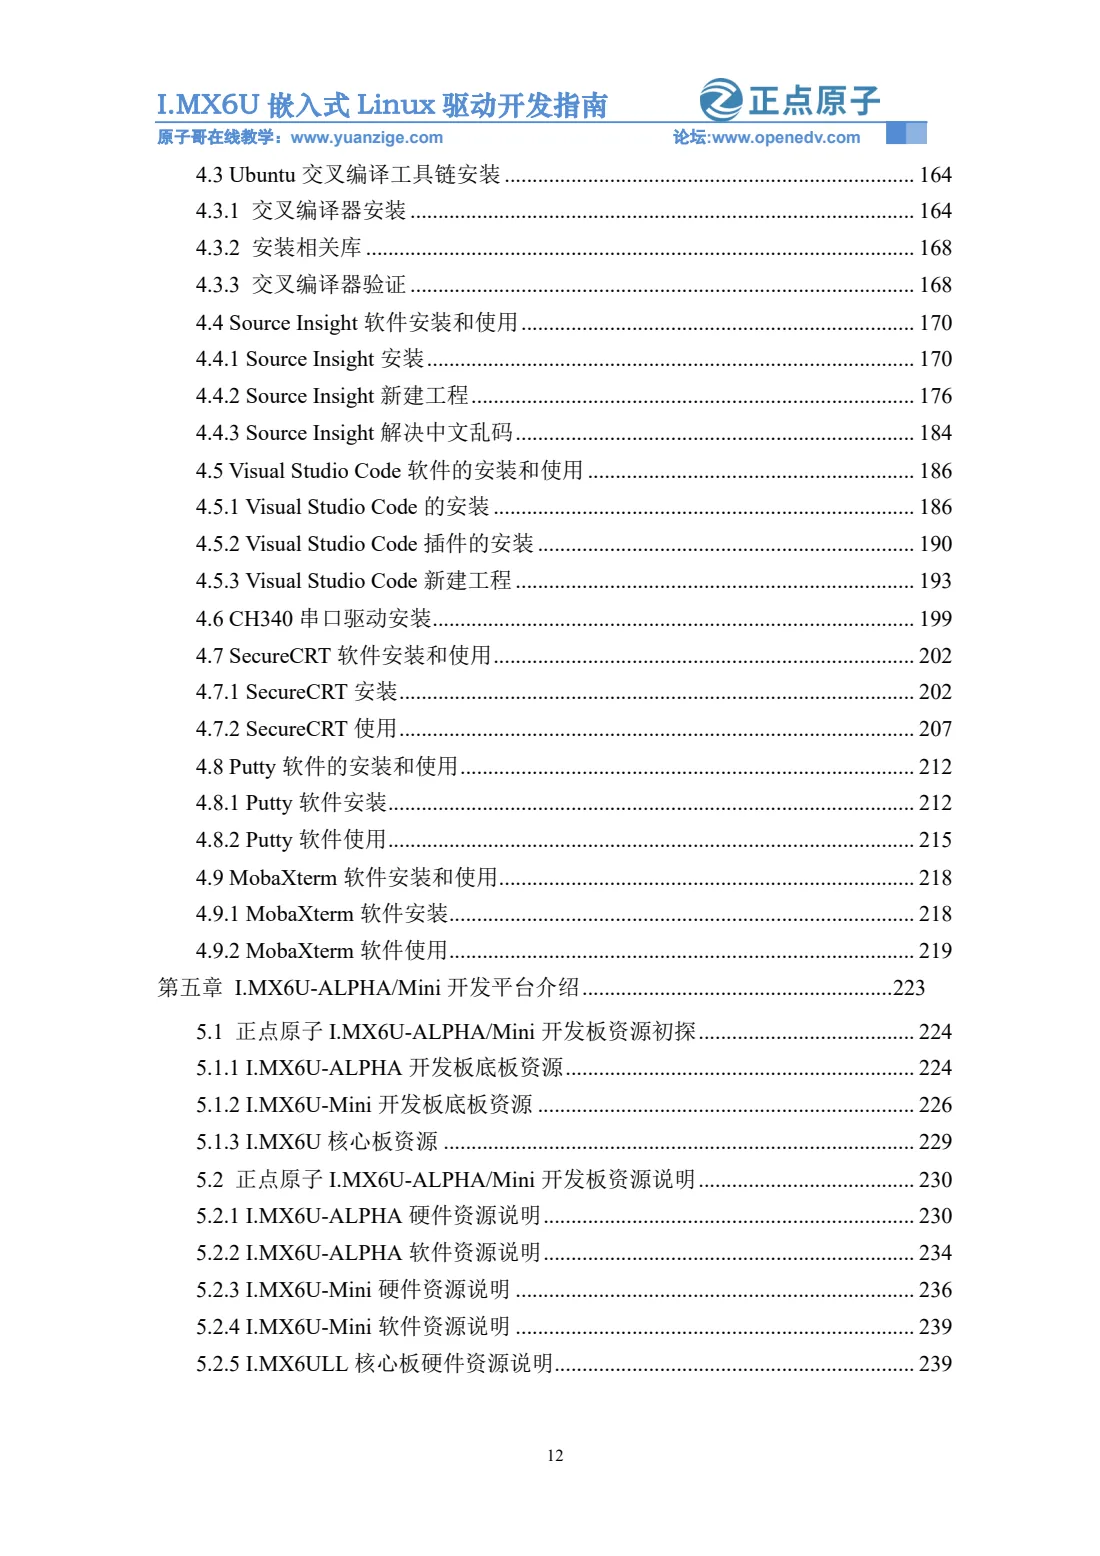 I.MX6U 嵌入式 Linux 驱动开发指南
正点原子
原子哥在线教学：www.yuanzige.com 论坛:www.openedv.com
4.3 Ubuntu 交叉编译工具链安装 164
4.3.1 交叉编译器安装 164
4.3.2 安装相关库 168
4.3.3 交叉编译器验证 168
4.4 Source Insight 软件安装和使用 170
4.4.1 Source Insight 安装 170
4.4.2 Source Insight 新建工程 176
4.4.3 Source Insight 解决中文乱码 184
4.5 Visual Studio Code 软件的安装和使用 186
4.5.1 Visual Studio Code 的安装 186
4.5.2 Visual Studio Code 插件的安装 190
4.5.3 Visual Studio Code 新建工程 193
4.6 CH340 串口驱动安装 199
4.7 SecureCRT 软件安装和使用 202
4.7.1 SecureCRT 安装 202
4.7.2 SecureCRT 使用 207
4.8 Putty 软件的安装和使用 212
4.8.1 Putty 软件安装 212
4.8.2 Putty 软件使用 215
4.9 MobaXterm 软件安装和使用 218
4.9.1 MobaXterm 软件安装 218
4.9.2 MobaXterm 软件使用 219
第五章 I.MX6U-ALPHA/Mini 开发平台介绍 223
5.1 正点原子 I.MX6U-ALPHA/Mini 开发板资源初探 224
5.1.1 I.MX6U-ALPHA 开发板底板资源 224
5.1.2 I.MX6U-Mini 开发板底板资源 226
5.1.3 I.MX6U 核心板资源 229
5.2 正点原子 I.MX6U-ALPHA/Mini 开发板资源说明 230
5.2.1 I.MX6U-ALPHA 硬件资源说明 230
5.2.2 I.MX6U-ALPHA 软件资源说明 234
5.2.3 I.MX6U-Mini 硬件资源说明 236
5.2.4 I.MX6U-Mini 软件资源说明 239
5.2.5 I.MX6ULL 核心板硬件资源说明 239
12